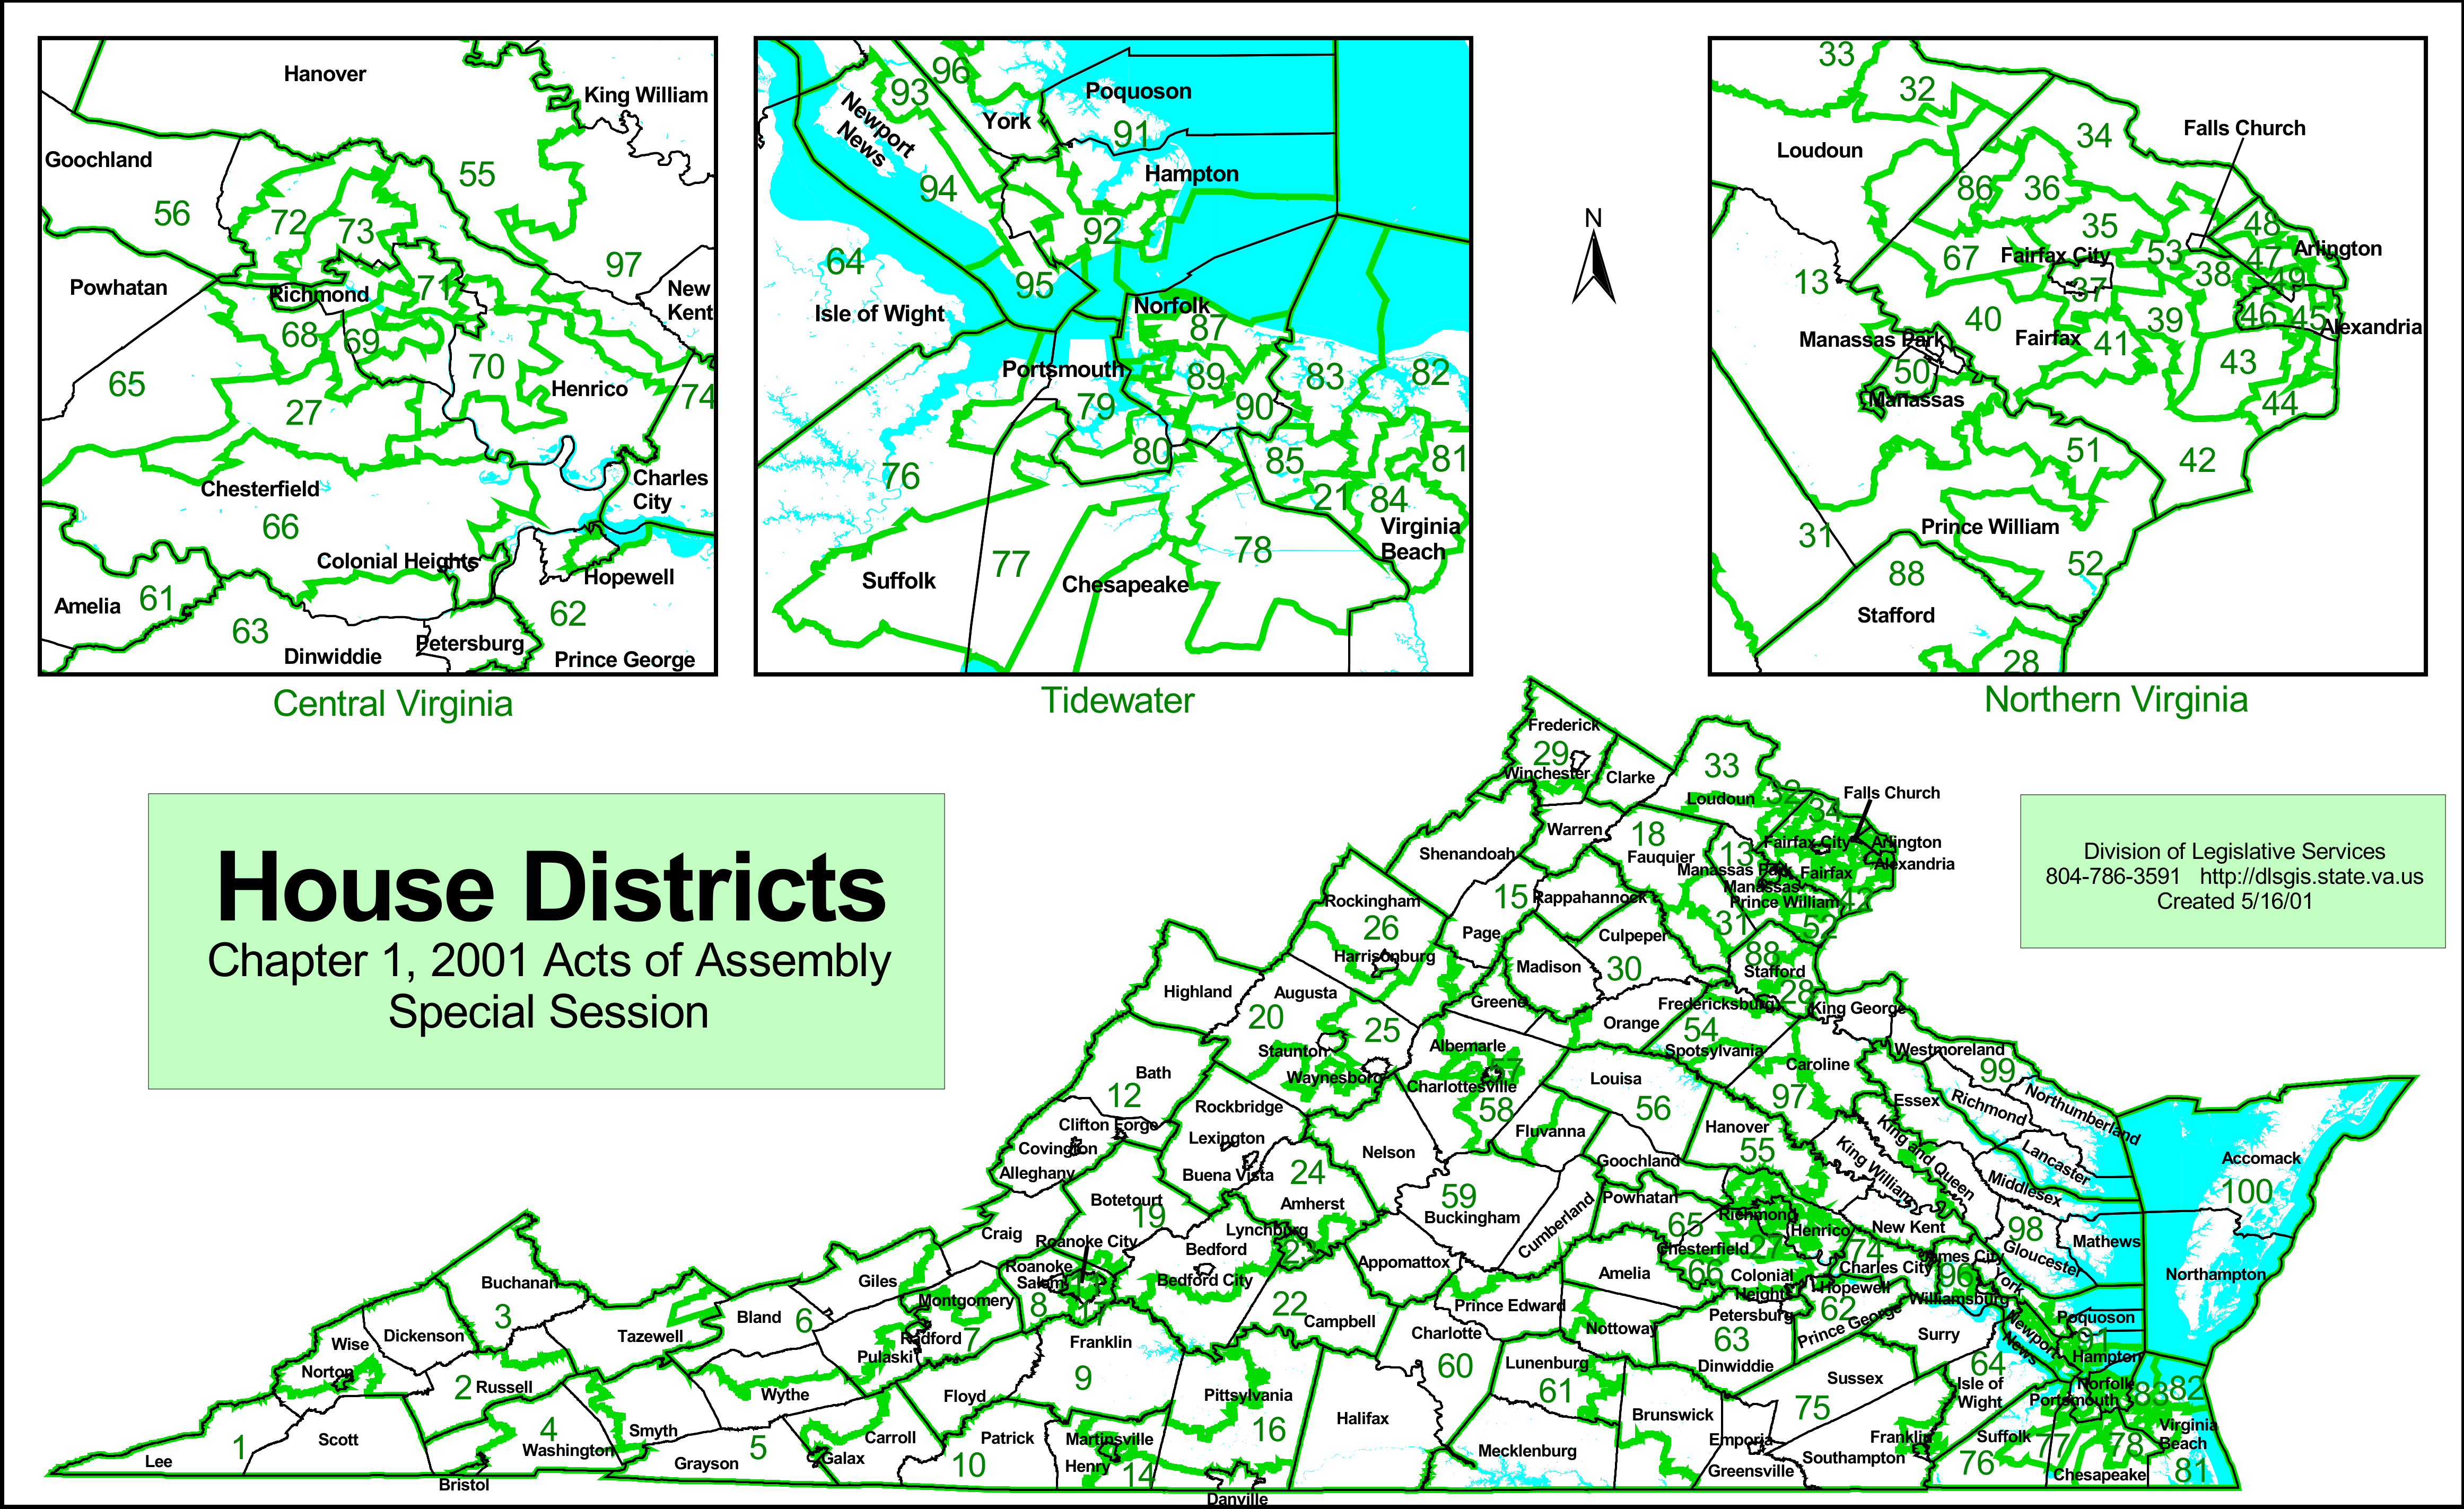 Hanover
King William
Goochland
55
56
72
73
97
Powhatan
Richmond
71
New
Kent
68
69
70
65
Henrico
74
27
Chesterfield
Charles
City
66
Colonial Heights
Hopewell
Amelia
61
62
63
Dinwiddie
Petersburg
Prince George
Central Virginia
96
93
Poquoson
York
91
Newport
News
Hampton
94
92
64
95
Isle of Wight
Norfolk
87
Portsmouth
89
83
82
79
90
80
85
81
76
21
84
Virginia
Beach
77
78
Suffolk
Chesapeake
Tidewater
N
33
32
Falls Church
34
Loudoun
86
36
35
48
Fairfax City
53
47
Arlington
67
38
49
13
37
40
39
46
45
Alexandria
Manassas Park
Fairfax
41
50
43
Manassas
44
51
42
31
Prince William
52
88
Stafford
28
Northern Virginia
House Districts
Chapter 1, 2001 Acts of Assembly
Special Session
Division of Legislative Services
804-786-3591 http://dlsgis.state.va.us
Created 5/16/01
Frederick
29
Winchester
Clarke
33
Loudoun
32
34
Falls Church
Warren
18
Fauquier
13
Fairfax City
Arlington
Alexandria
Shenandoah
Manassas Park
Fairfax
Manassas
Prince William
42
15
Rappahannock
Rockingham
26
Page
Culpeper
31
52
Harrisonburg
Madison
30
88
Stafford
28
Highland
Augusta
Greene
Fredericksburg
King George
20
25
Orange
54
Spotsylvania
Staunton
Albemarle
57
Caroline
Westmoreland
99
Bath
Waynesboro
Charlottesville
Louisa
12
Rockbridge
58
56
97
Essex
Richmond
Northumberland
Clifton Forge
Covington
Lexington
Fluvanna
Hanover
55
King and Queen
Lancaster
Accomack
100
Alleghany
Buena Vista
Nelson
Goochland
King William
Middlesex
24
Amherst
59
Buckingham
Cumberland
Powhatan
Botetourt
19
Richmond
New Kent
98
Mathews
Craig
Lynchburg
65
Henrico
Gloucester
Roanoke City
Bedford
23
Chesterfield
27
74
James City
Roanoke
Salem
Bedford City
Appomattox
Amelia
66
Colonial
Heights
Charles City
96
York
Northampton
Buchanan
3
Giles
Montgomery
8
17
22
Campbell
Prince Edward
Hopewell
62
Williamsburg
Poquoson
Bland
6
Radford
7
Franklin
Charlotte
Nottoway
Petersburg
63
Prince George
Surry
Newport
News
91
Hampton
Wise
Dickenson
Tazewell
Pulaski
9
60
Lunenburg
Dinwiddie
64
Norton
2
Russell
Wythe
Floyd
Pittsylvania
61
Sussex
Isle of
Wight
Norfolk
Portsmouth
83
82
4
Smyth
Carroll
Patrick
Martinsville
16
Halifax
Brunswick
75
1
Scott
Washington
5
Grayson
Galax
10
Henry
14
Mecklenburg
Emporia
Greensville
Southampton
Franklin
Suffolk
76
77
78
Virginia
Beach
Lee
Chesapeake
81
Bristol
Danville